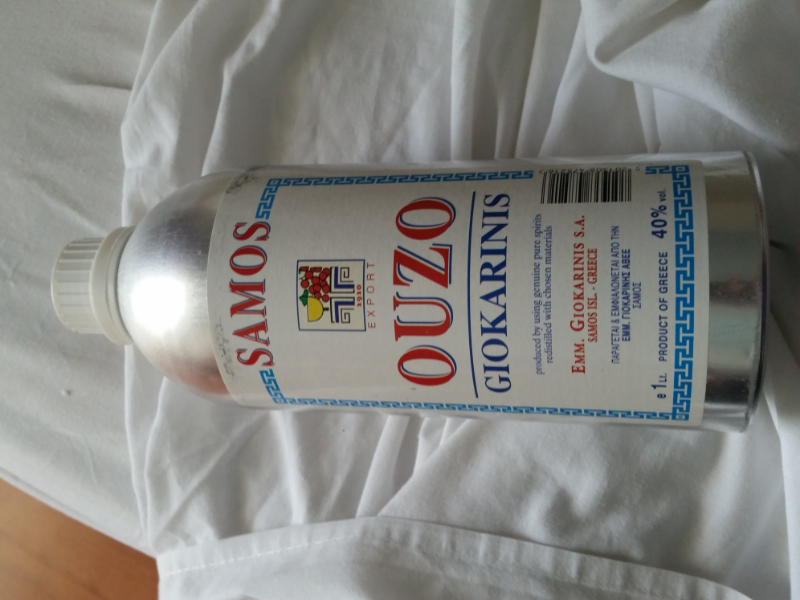 SAMOS
1910
EXPORT
OUZO
GIOKARINIS
produced by using genuine pure spirits
redistilled with chosen materials
EMM. GIOKARINIS S.A.
SAMOS ISL. - GREECE
ΠΑΡΑΓΕΤΑΙ & ΕΜΦΙΑΛΩΝΕΤΑΙ ΑΠΟ ΤΗΝ
ΕΜΜ. ΓΙΟΚΑΡΙΝΗΣ ΑΒΕΕ
ΣΑΜΟΣ
e 1 LT. PRODUCT OF GREECE 40% vol.